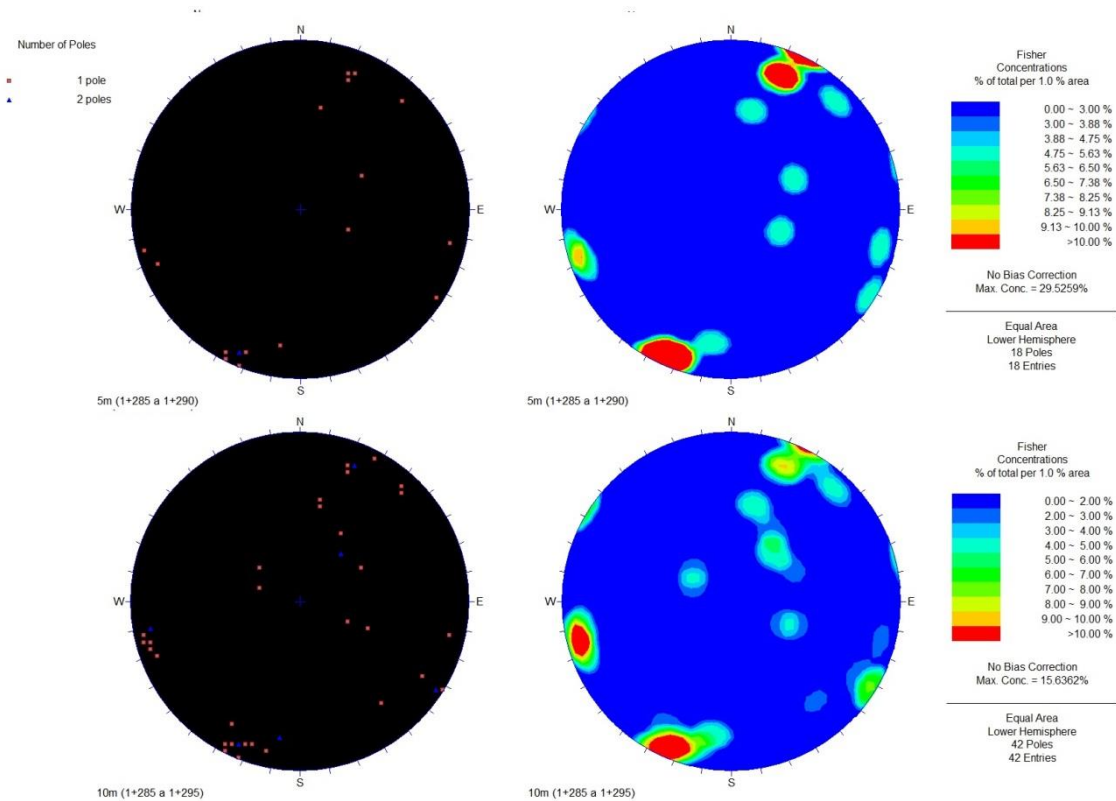 Number of Poles
1 pole
2 poles
N
W
E
S
5m (1+285 a 1+290)
W
E
S
5m (1+285 a 1+290)
Fisher
Concentrations
% of total per 1.0 % area
0.00 ~ 3.00 %
3.00 ~ 3.88 %
3.88 ~ 4.75 %
4.75 ~ 5.63 %
5.63 ~ 6.50 %
6.50 ~ 7.38 %
7.38 ~ 8.25 %
8.25 ~ 9.13 %
9.13 ~ 10.00 %
>10.00 %
No Bias Correction
Max. Conc. = 29.5259%
Equal Area
Lower Hemisphere
18 Poles
18 Entries
N
W
E
S
10m (1+285 a 1+295)
N
W
E
S
10m (1+285 a 1+295)
Fisher
Concentrations
% of total per 1.0 % area
0.00 ~ 2.00 %
2.00 ~ 3.00 %
3.00 ~ 4.00 %
4.00 ~ 5.00 %
5.00 ~ 6.00 %
6.00 ~ 7.00 %
7.00 ~ 8.00 %
8.00 ~ 9.00 %
9.00 ~ 10.00 %
>10.00 %
No Bias Correction
Max. Conc. = 15.6362%
Equal Area
Lower Hemisphere
42 Poles
42 Entries